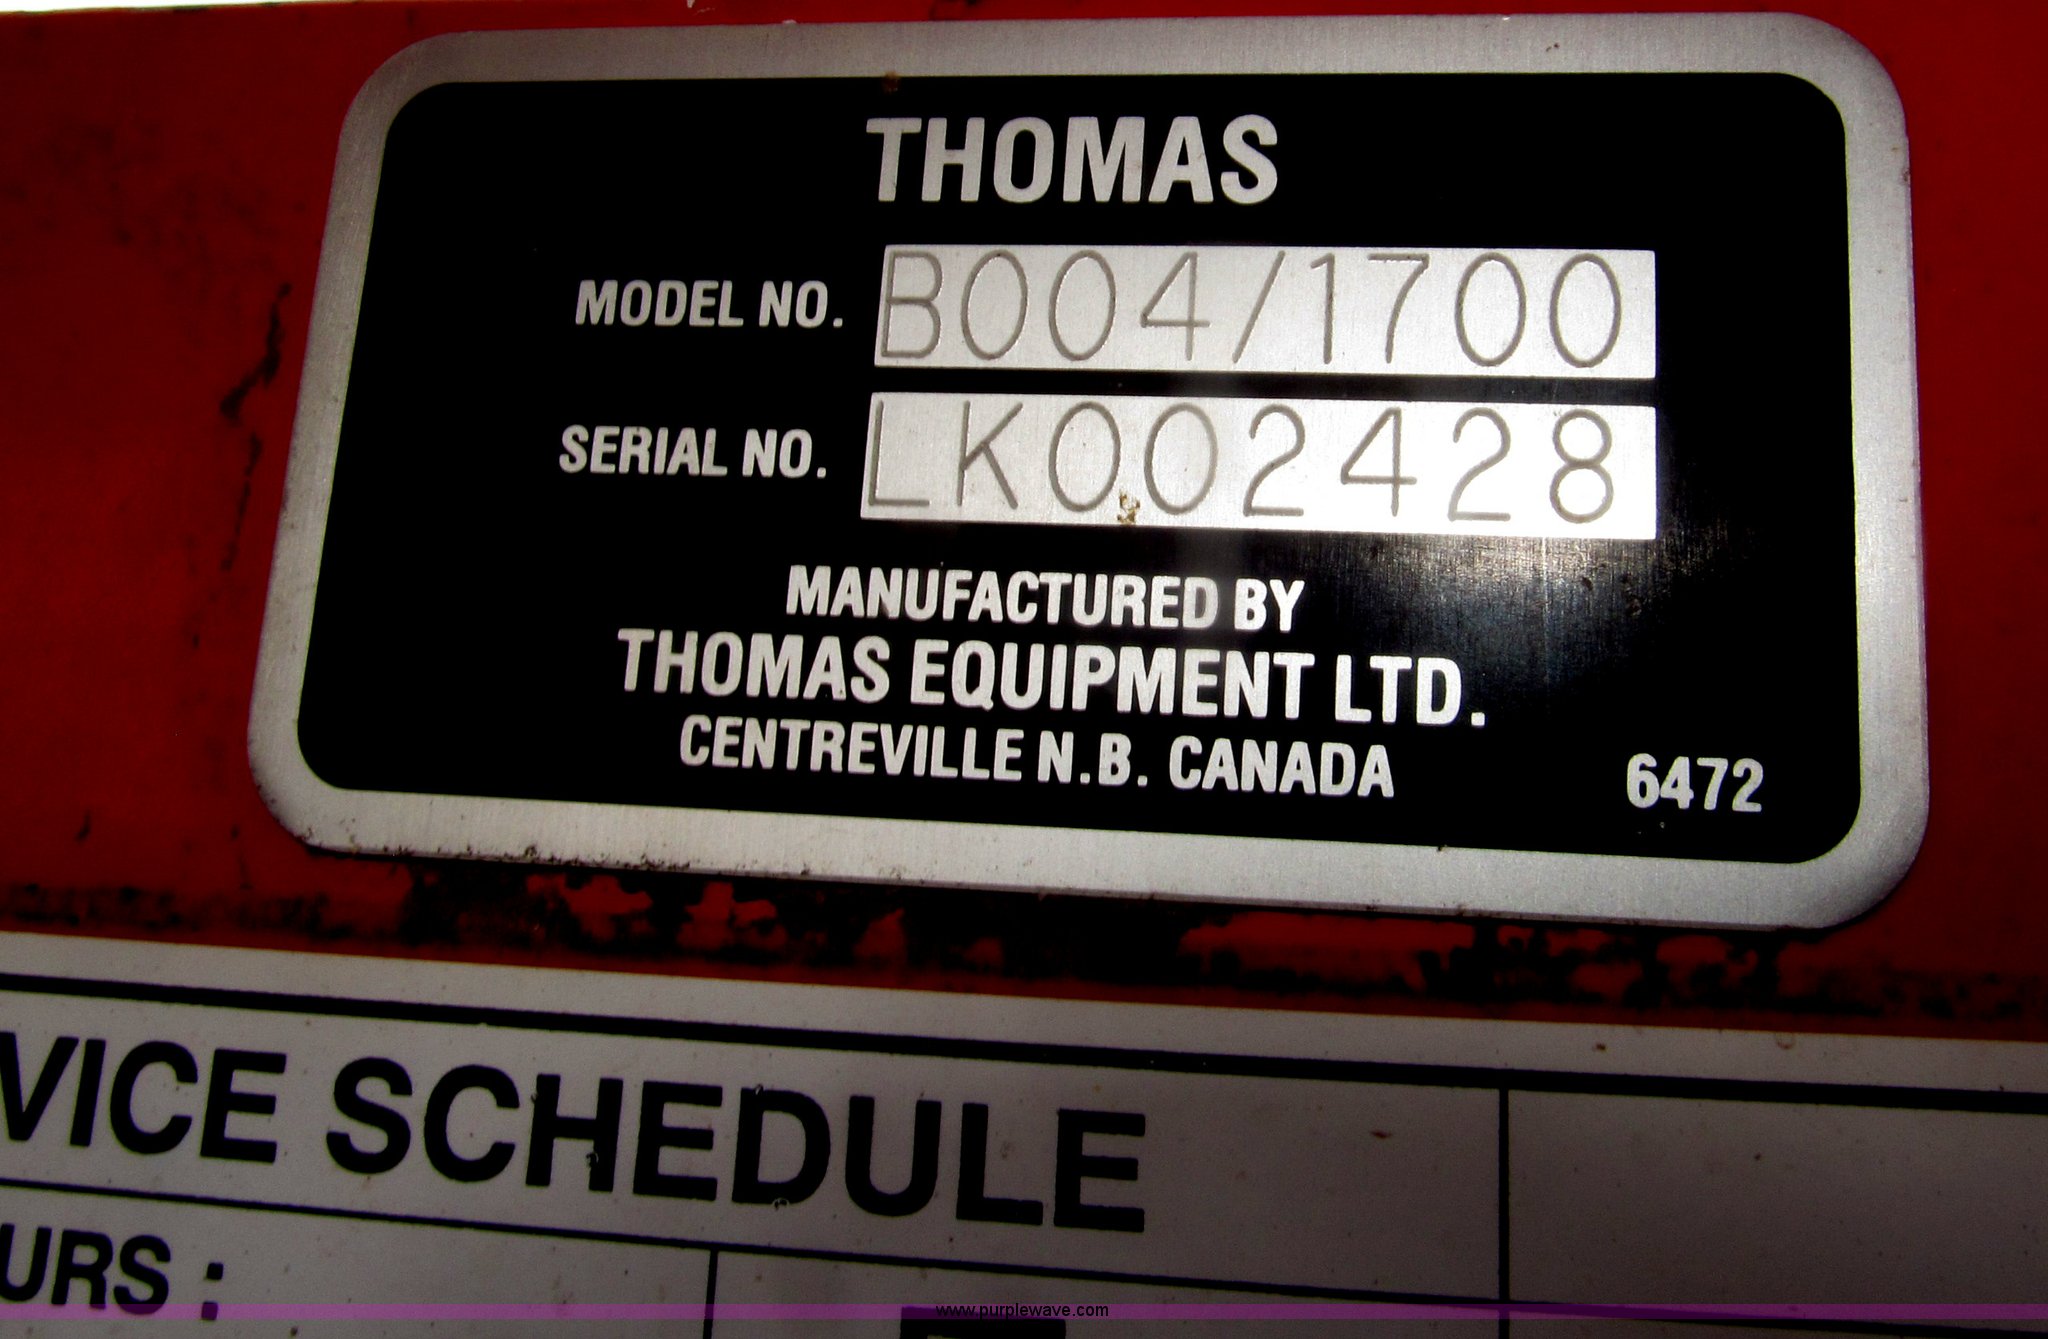 THOMAS
MODEL NO. B004/1700
SERIAL NO. LK002428
MANUFACTURED BY
THOMAS EQUIPMENT LTD.
CENTREVILLE N.B. CANADA
6472
VICE SCHEDULE
URS :
www.purplewave.com